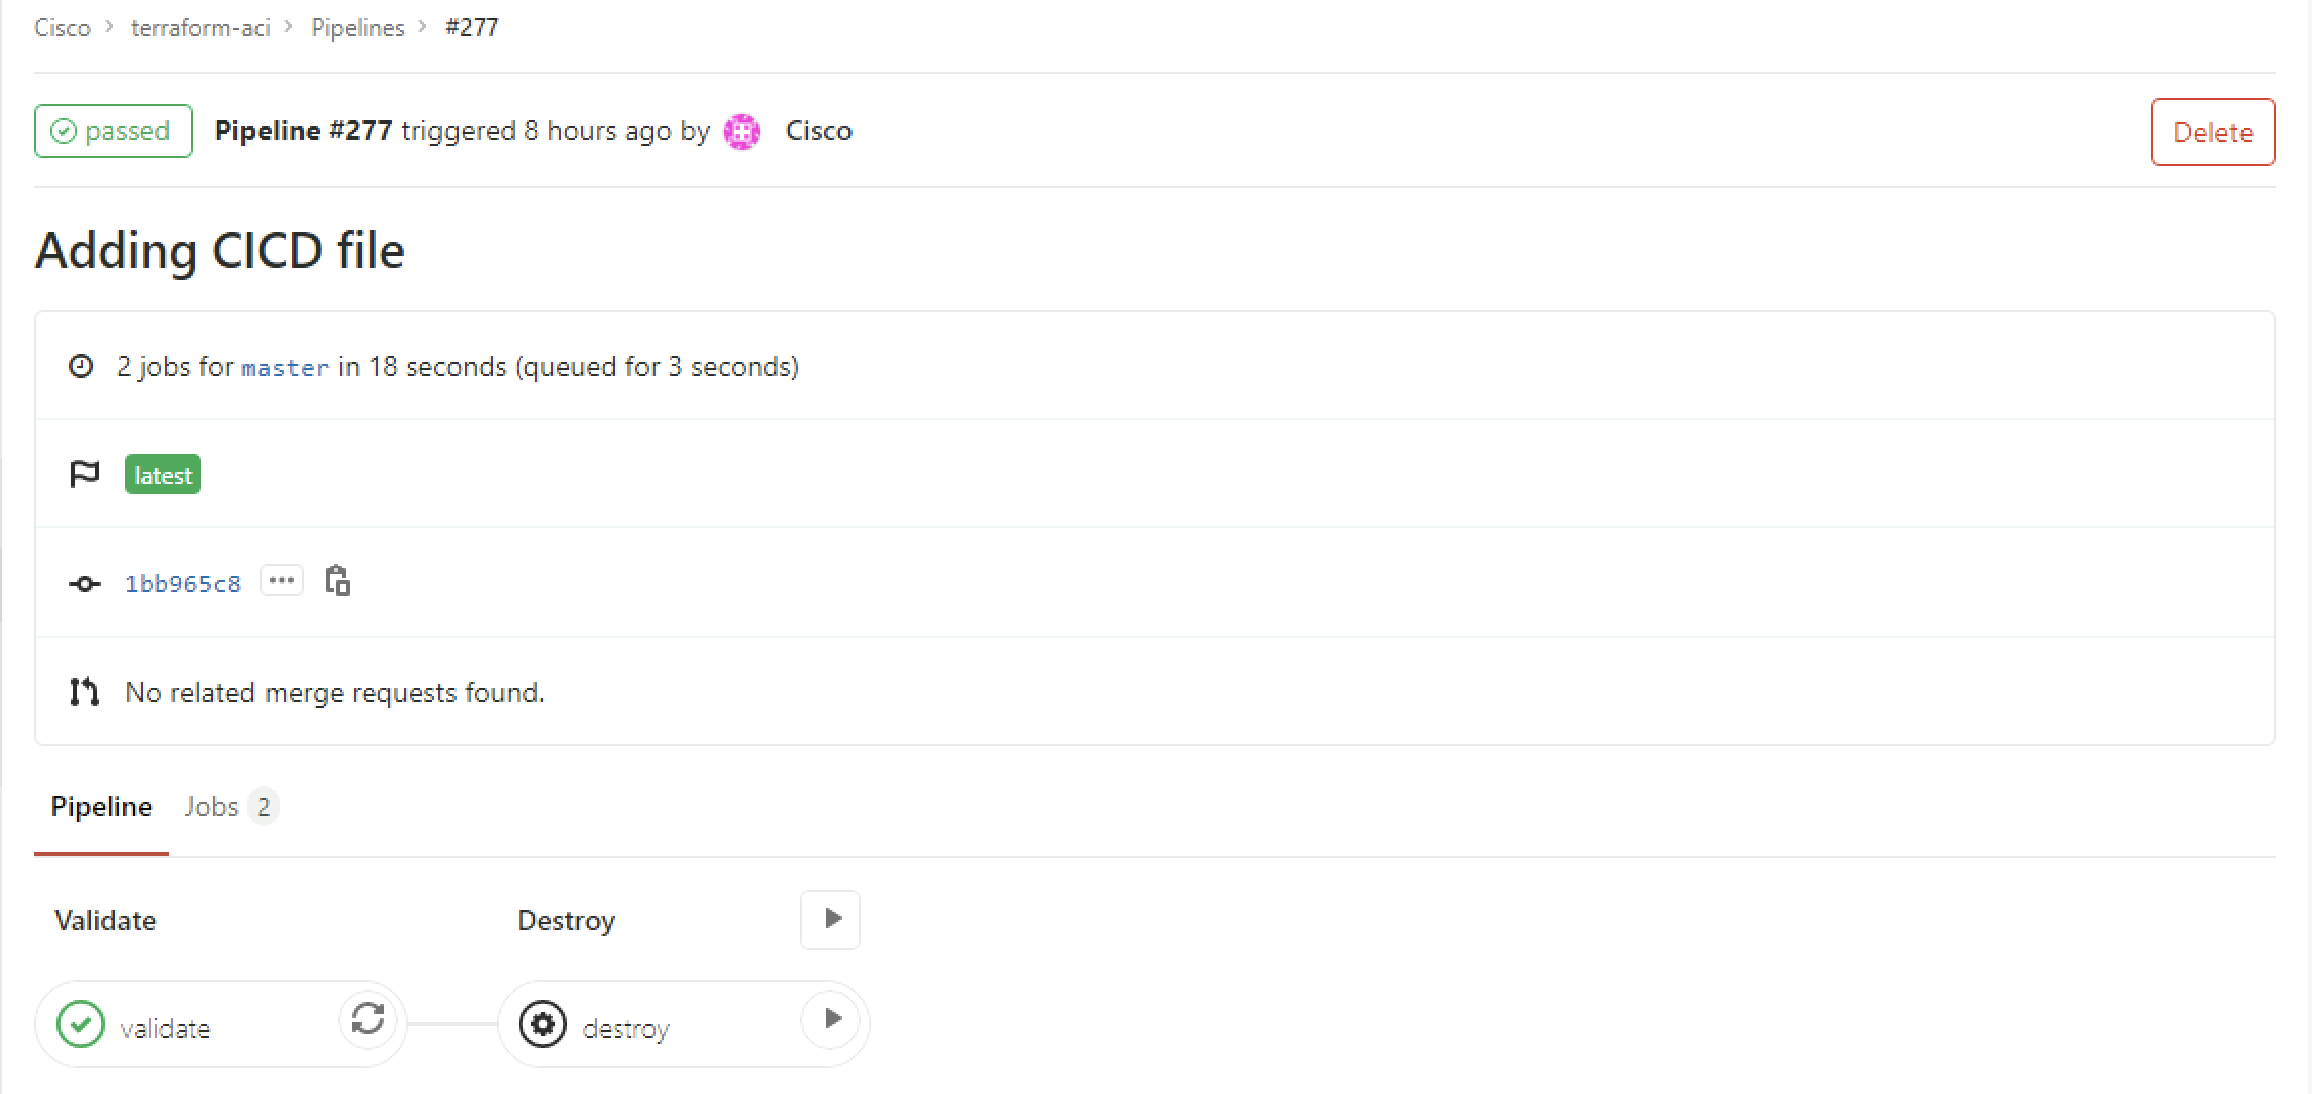 Cisco > terraform-aci > Pipelines > #277
passed Pipeline #277 triggered 8 hours ago by Cisco Delete
Adding CICD file
2 jobs for master in 18 seconds (queued for 3 seconds)
latest
1bb965c8 ...
No related merge requests found.
Pipeline Jobs 2
Validate Destroy
validate destroy